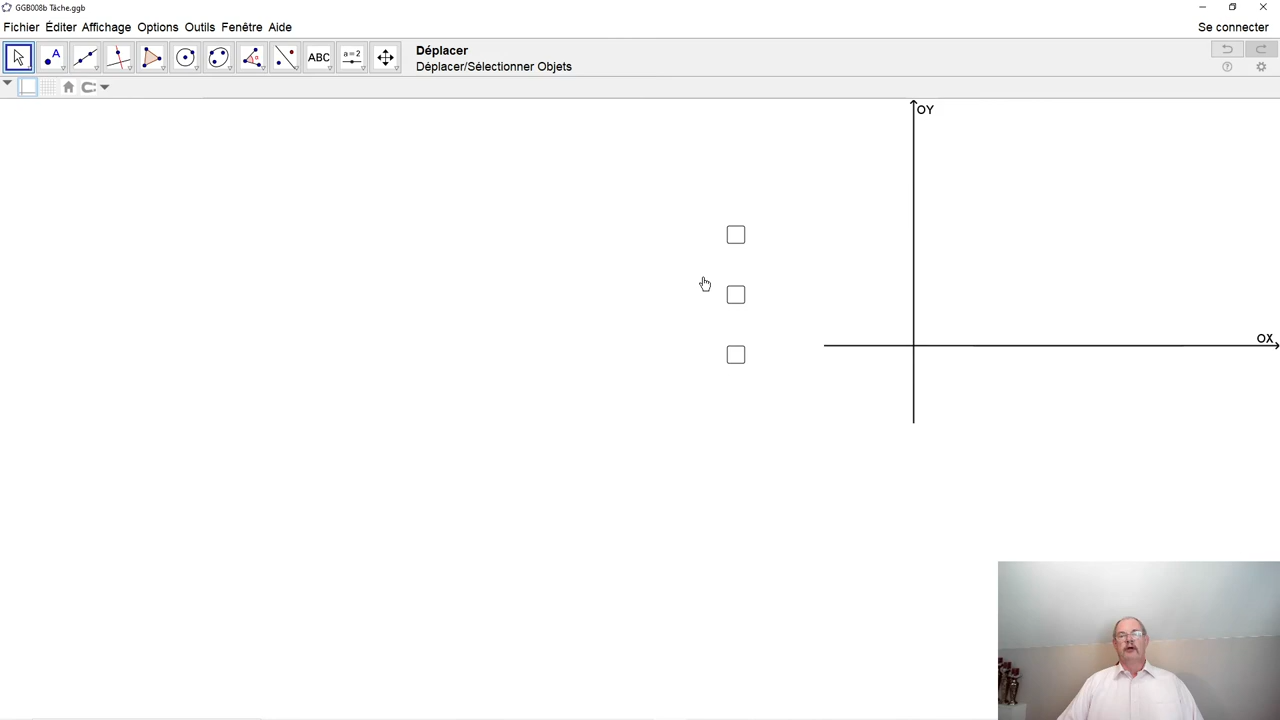 GGB008b Tâche.ggb
Fichier Éditer Affichage Options Outils Fenêtre Aide
Se connecter
A
ABC
a=2
Déplacer
Déplacer/Sélectionner Objets
OY
OX